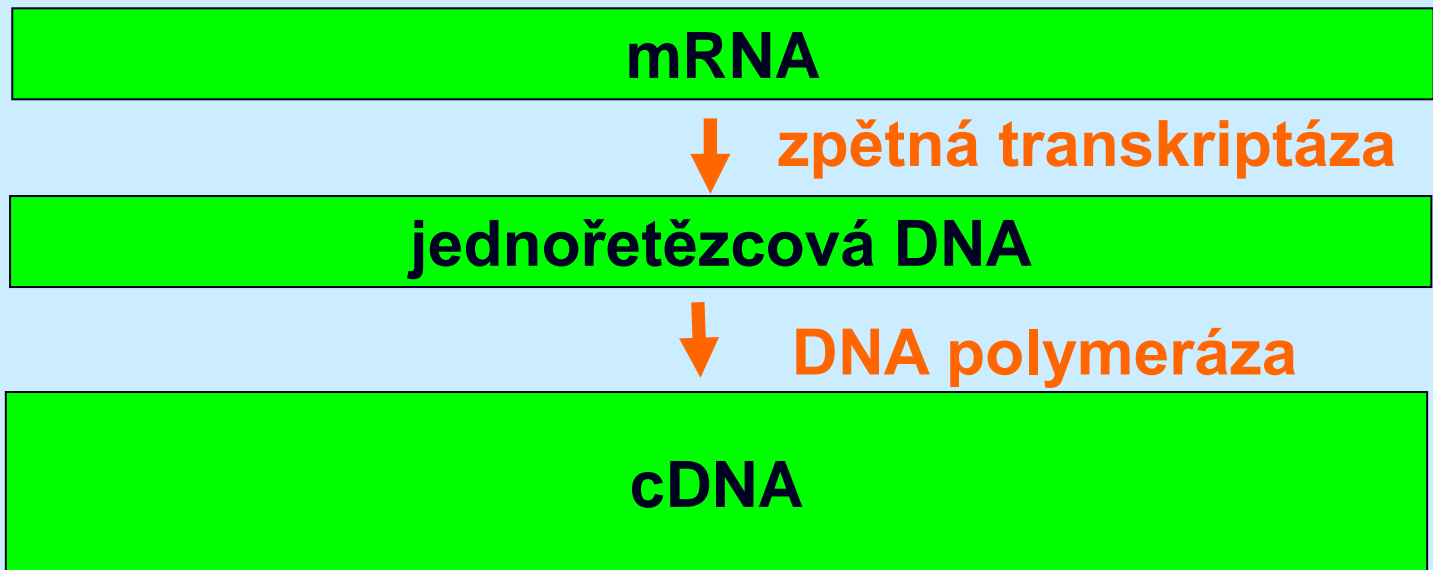 mRNA
zpětná transkriptáza
jednořetězcová DNA
DNA polymeráza
cDNA